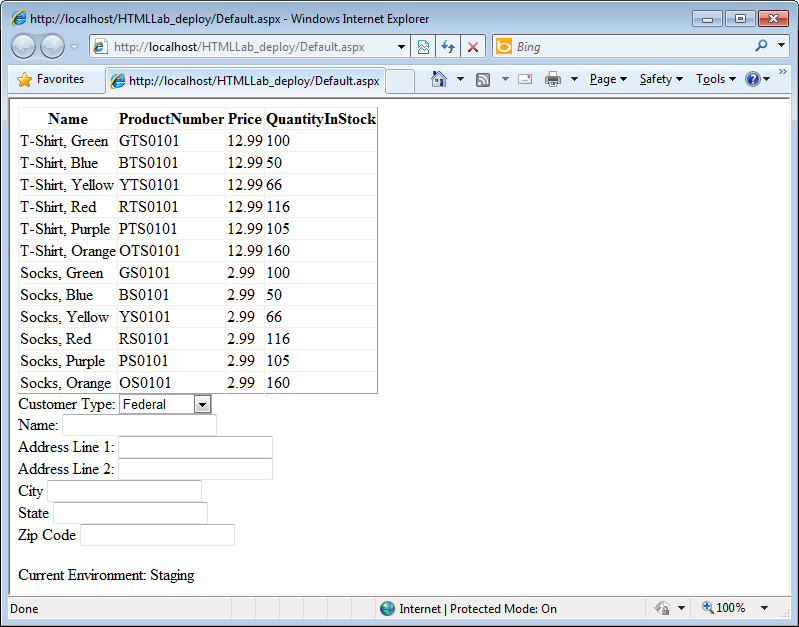 http://localhost/HTMLLab_deploy/Default.aspx - Windows Internet Explorer
http://localhost/HTMLLab_deploy/Default.aspx Bing
Favorites http://localhost/HTMLLab_deploy/Default.aspx Page Safety Tools
Name ProductNumber Price QuantityInStock
T-Shirt, Green GTS0101 12.99 100
T-Shirt, Blue BTS0101 12.99 50
T-Shirt, Yellow YTS0101 12.99 66
T-Shirt, Red RTS0101 12.99 116
T-Shirt, Purple PTS0101 12.99 105
T-Shirt, Orange OTS0101 12.99 160
Socks, Green GS0101 2.99 100
Socks, Blue BS0101 2.99 50
Socks, Yellow YS0101 2.99 66
Socks, Red RS0101 2.99 116
Socks, Purple PS0101 2.99 105
Socks, Orange OS0101 2.99 160
Customer Type: Federal
Name:
Address Line 1:
Address Line 2:
City
State
Zip Code
Current Environment: Staging
Done Internet | Protected Mode: On 100%